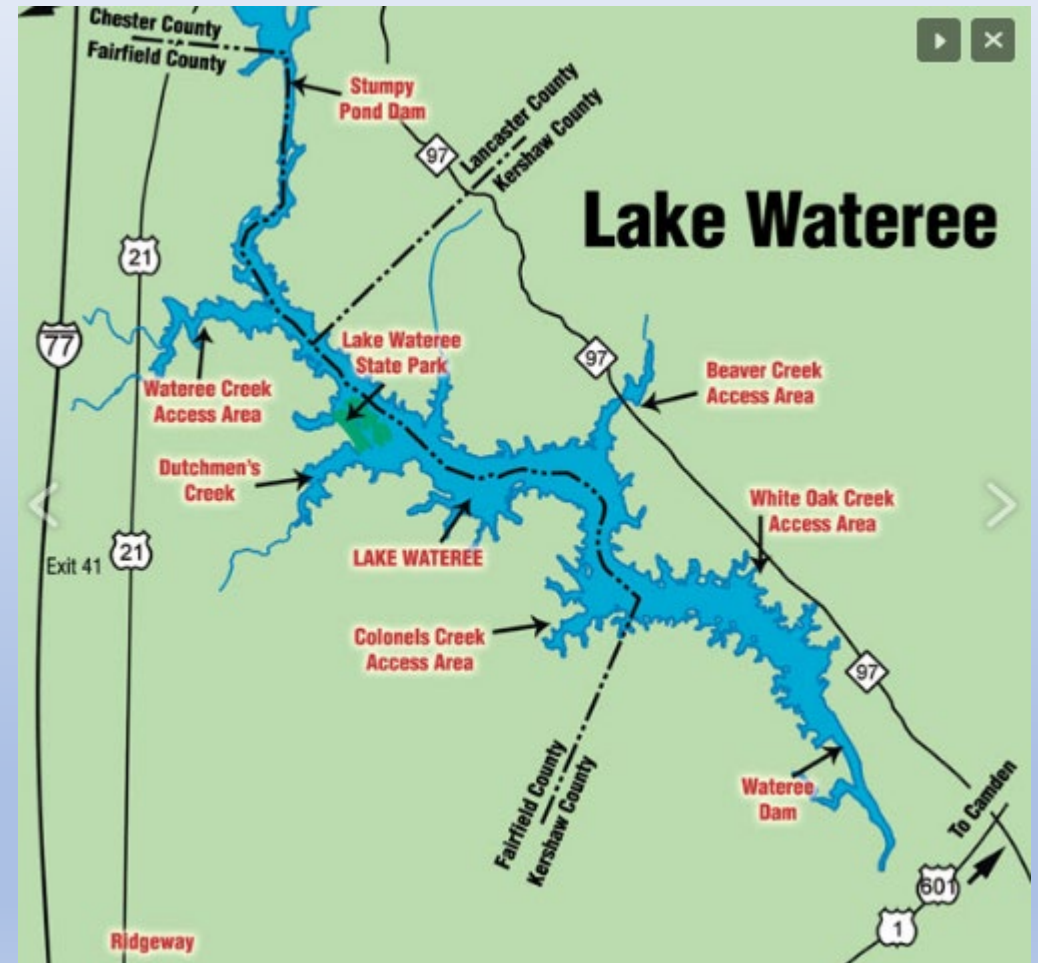 Chester County
Fairfield County
Stumpy
Pond Dam
Lancaster County
Kershaw County
97
Lake Wateree
21
77
Lake Wateree
State Park
97
Wateree Creek
Access Area
Beaver Creek
Access Area
Dutchmen's
Creek
White Oak Creek
Access Area
21
Exit 41
LAKE WATEREE
Colonels Creek
Access Area
97
Fairfield County
Kershaw County
Wateree
Dam
To Camden
601
1
Ridgeway